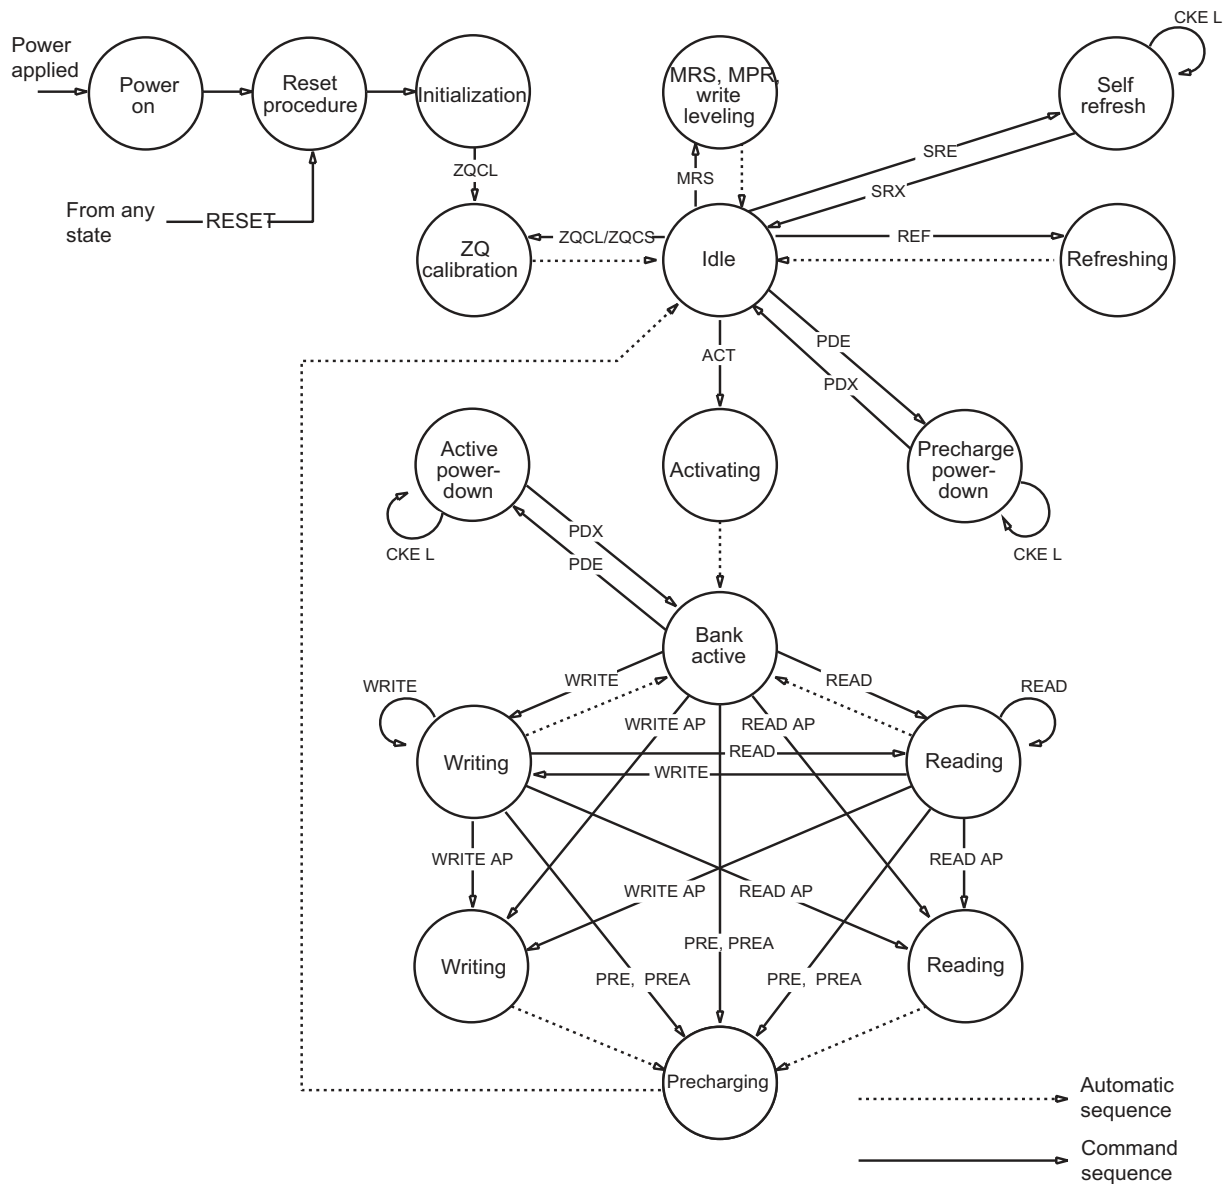 Power
applied
Power
on
Reset
procedure
Initialization
MRS, MPR,
write
leveling
Self
refresh
CKE L
ZQCL
MRS
SRE
SRX
From any
state
RESET
ZQ
calibration
ZQCL/ZQCS
Idle
REF
Refreshing
ACT
PDE
PDX
Active
power-
down
CKE L
Activating
Precharge
power-
down
CKE L
PDX
PDE
Bank
active
WRITE
WRITE
READ
READ
WRITE AP
READ AP
Writing
READ
WRITE
Reading
WRITE AP
READ AP
WRITE AP
READ AP
PRE, PREA
Writing
PRE, PREA
PRE, PREA
Reading
Precharging
Automatic
sequence
Command
sequence